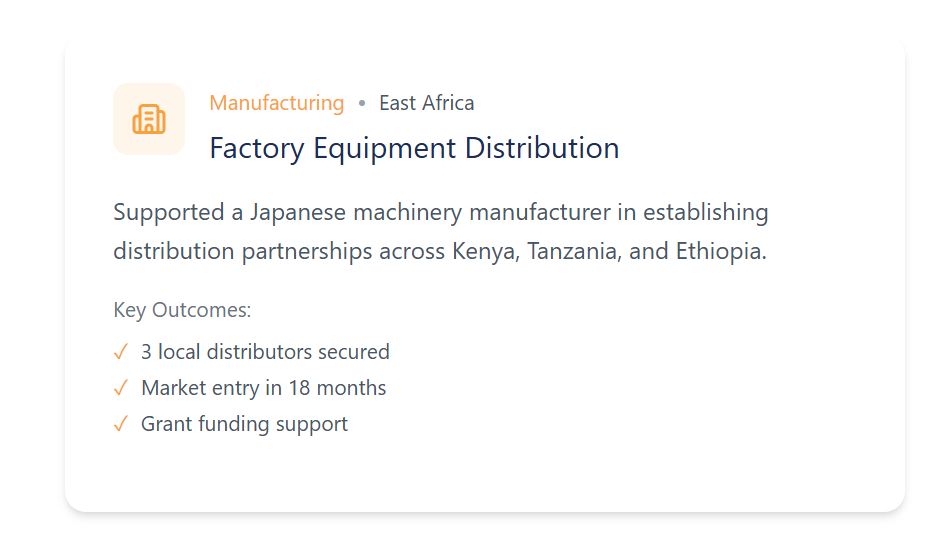 Manufacturing • East Africa
Factory Equipment Distribution
Supported a Japanese machinery manufacturer in establishing
distribution partnerships across Kenya, Tanzania, and Ethiopia.
Key Outcomes:
✓ 3 local distributors secured
✓ Market entry in 18 months
✓ Grant funding support